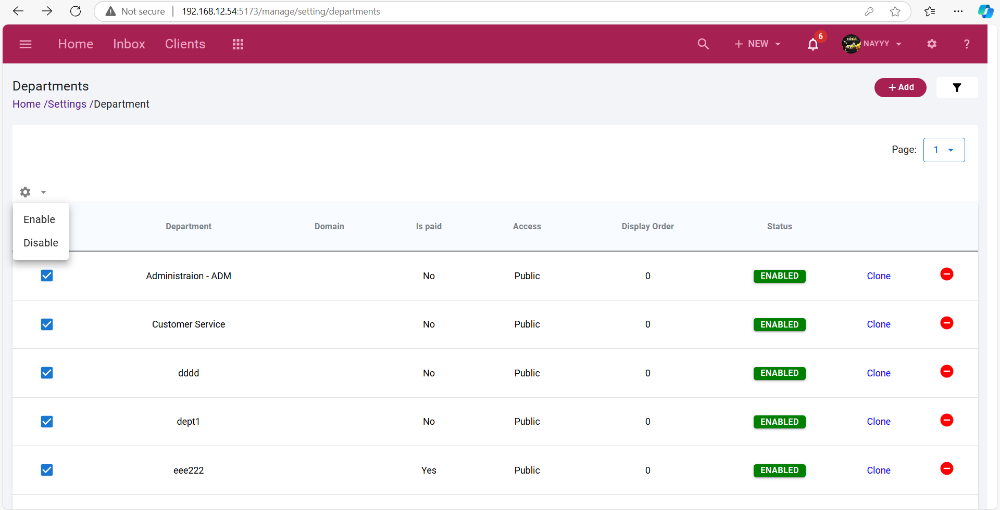 Not secure 192.168.12.54:5173/manage/setting/departments
Home Inbox Clients NEW 6 NAYYY ?
Departments
+ Add
Home /Settings /Department
Page: 1
Enable
Disable
Department Domain Is paid Access Display Order Status
Administraion - ADM No Public 0 ENABLED Clone
Customer Service No Public 0 ENABLED Clone
dddd No Public 0 ENABLED Clone
dept1 No Public 0 ENABLED Clone
eee222 Yes Public 0 ENABLED Clone